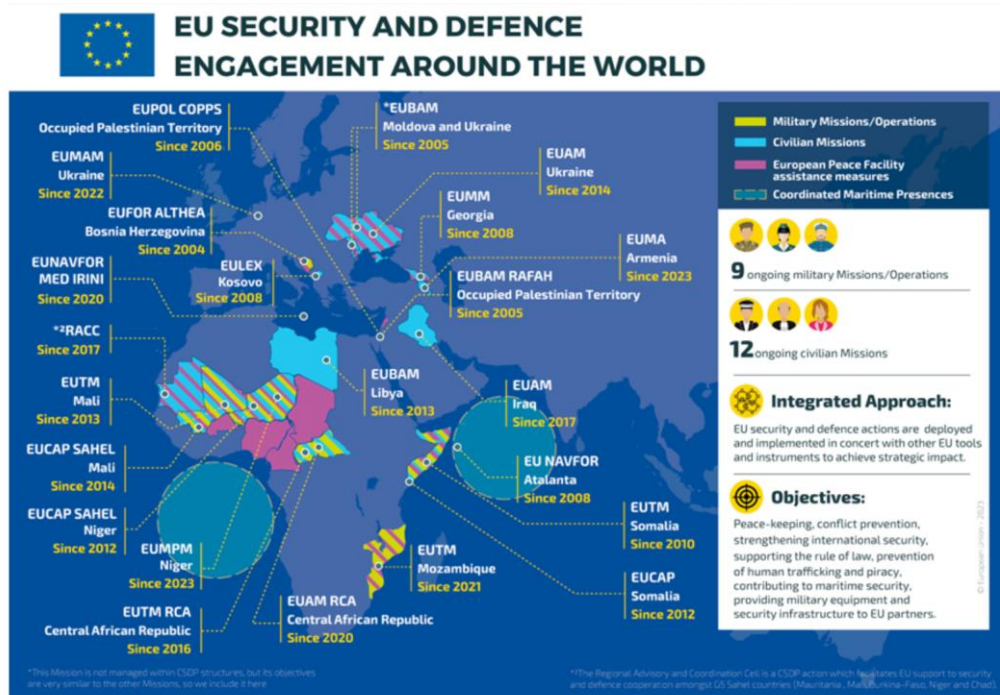 EU SECURITY AND DEFENCE
ENGAGEMENT AROUND THE WORLD
EUPOL COPPS
Occupied Palestinian Territory
Since 2006
*EUBAM
Moldova and Ukraine
Since 2005
EUMAM
Ukraine
Since 2022
EUAM
Ukraine
Since 2014
EUFOR ALTHEA
Bosnia Herzegovina
Since 2004
EUMM
Georgia
Since 2008
EUNAVFOR
MED IRINI
Since 2020
EULEX
Kosovo
Since 2008
EUMA
Armenia
Since 2023
EUBAM RAFAH
Occupied Palestinian Territory
Since 2005
*²RACC
Since 2017
EUTM
Mali
Since 2013
EUBAM
Libya
Since 2013
EUAM
Iraq
Since 2017
EUCAP SAHEL
Mali
Since 2014
EU NAVFOR
Atalanta
Since 2008
EUCAP SAHEL
Niger
Since 2012
EUTM
Somalia
Since 2010
EUMPM
Niger
Since 2023
EUTM
Mozambique
Since 2021
EUCAP
Somalia
Since 2012
EUTM RCA
Central African Republic
Since 2016
EUAM RCA
Central African Republic
Since 2020
Military Missions/Operations
Civilian Missions
European Peace Facility
assistance measures
Coordinated Maritime Presences
9 ongoing military Missions/Operations
12 ongoing civilian Missions
Integrated Approach:
EU security and defence actions are deployed
and implemented in concert with other EU tools
and instruments to achieve strategic impact.
Objectives:
Peace-keeping, conflict prevention,
strengthening international security,
supporting the rule of law, prevention
of human trafficking and piracy,
contributing to maritime security,
providing military equipment and
security infrastructure to EU partners.
© European Union - 2023
*This Mission is not managed within CSDP structures, but its objectives
are very similar to the other Missions, so we include it here
*²The Regional Advisory and Coordination Cell is a CSDP action which facilitates EU support to security
and defence cooperation amongst G5 Sahel countries (Mauritania, Mali, Burkina-Faso, Niger and Chad).